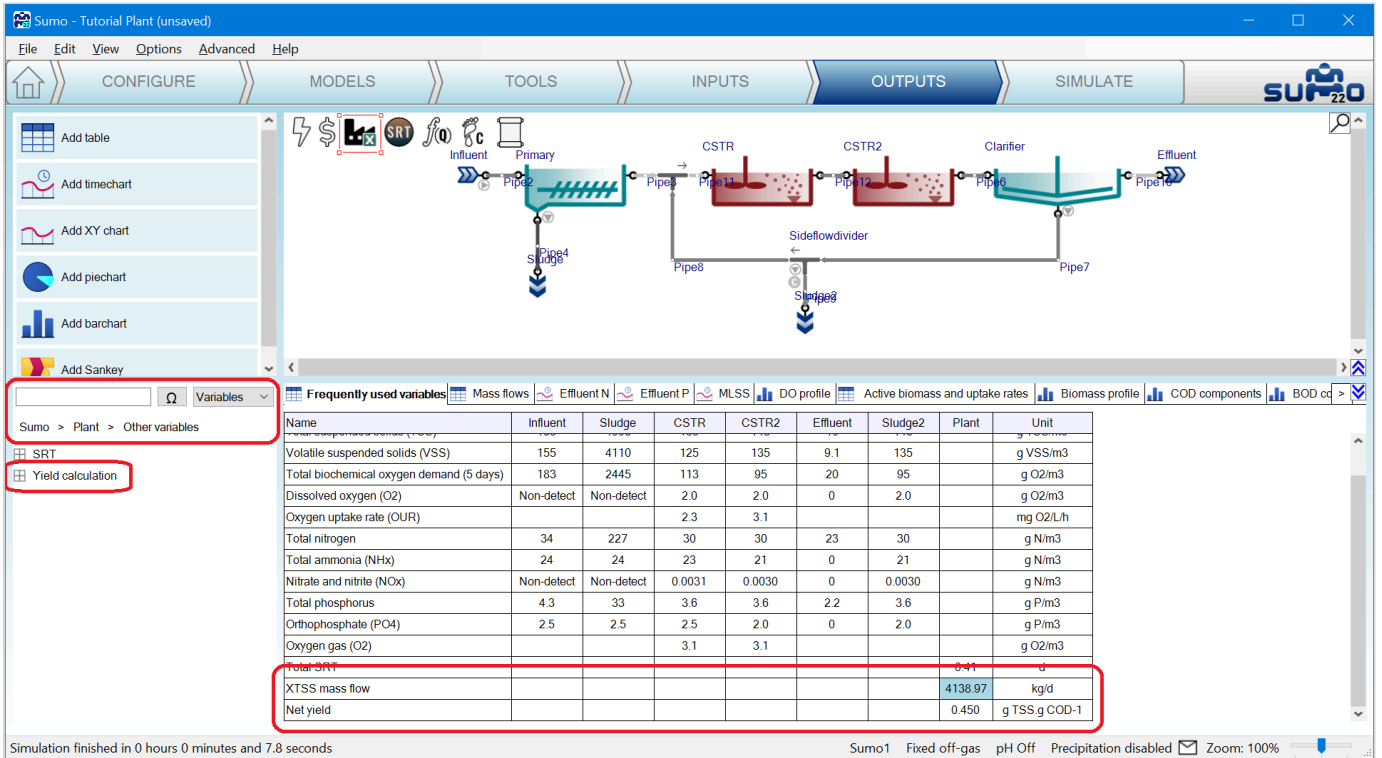 Sumo - Tutorial Plant (unsaved)
File Edit View Options Advanced Help
CONFIGURE MODELS TOOLS INPUTS OUTPUTS SIMULATE
SUMO 22
Add table
Add timechart
Add XY chart
Add piechart
Add barchart
Add Sankey
Ω Variables
Sumo > Plant > Other variables
SRT
Yield calculation
$ SRT f(Q) C
Influent Primary CSTR CSTR2 Clarifier Effluent
Pipe2 Pipe3 Pipe11 Pipe12 Pipe6 Pipe10
Pipe4
Sludge
Sideflowdivider
Pipe8 Pipe7
C
Sludge2
Frequently used variables Mass flows Effluent N Effluent P MLSS DO profile Active biomass and uptake rates Biomass profile COD components BOD cc >
Name Influent Sludge CSTR CSTR2 Effluent Sludge2 Plant Unit
Volatile suspended solids (VSS) 155 4110 125 135 9.1 135 g VSS/m3
Total biochemical oxygen demand (5 days) 183 2445 113 95 20 95 g O2/m3
Dissolved oxygen (O2) Non-detect Non-detect 2.0 2.0 0 2.0 g O2/m3
Oxygen uptake rate (OUR) 2.3 3.1 mg O2/L/h
Total nitrogen 34 227 30 30 23 30 g N/m3
Total ammonia (NHx) 24 24 23 21 0 21 g N/m3
Nitrate and nitrite (NOx) Non-detect Non-detect 0.0031 0.0030 0 0.0030 g N/m3
Total phosphorus 4.3 33 3.6 3.6 2.2 3.6 g P/m3
Orthophosphate (PO4) 2.5 2.5 2.5 2.0 0 2.0 g P/m3
Oxygen gas (O2) 3.1 3.1 g O2/m3
Total SRT 0.41 d
XTSS mass flow 4138.97 kg/d
Net yield 0.450 g TSS.g COD-1
Simulation finished in 0 hours 0 minutes and 7.8 seconds
Sumo1 Fixed off-gas pH Off Precipitation disabled Zoom: 100%